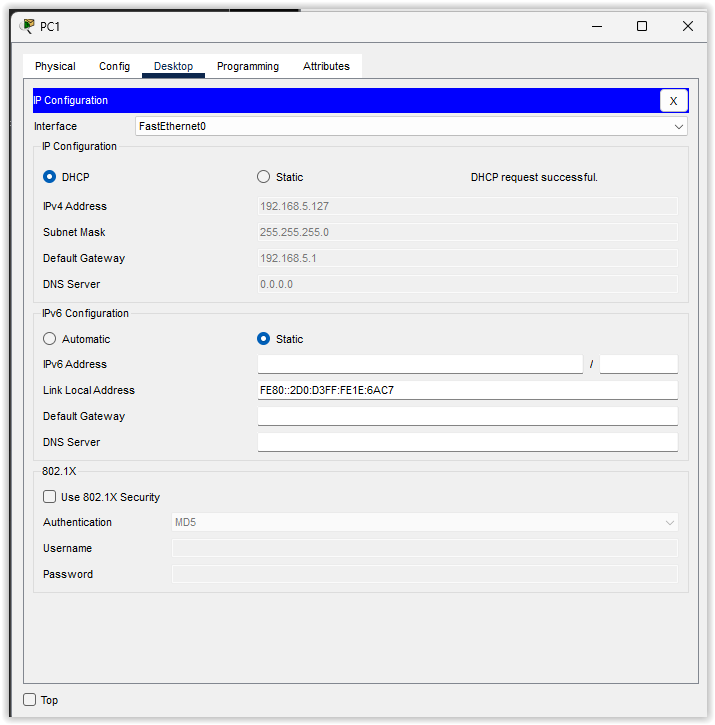 PC1
Physical Config Desktop Programming Attributes
IP Configuration X
Interface FastEthernet0
IP Configuration
DHCP Static DHCP request successful.
IPv4 Address 192.168.5.127
Subnet Mask 255.255.255.0
Default Gateway 192.168.5.1
DNS Server 0.0.0.0
IPv6 Configuration
Automatic Static
IPv6 Address /
Link Local Address FE80::2D0:D3FF:FE1E:6AC7
Default Gateway
DNS Server
802.1X
Use 802.1X Security
Authentication MD5
Username
Password
Top